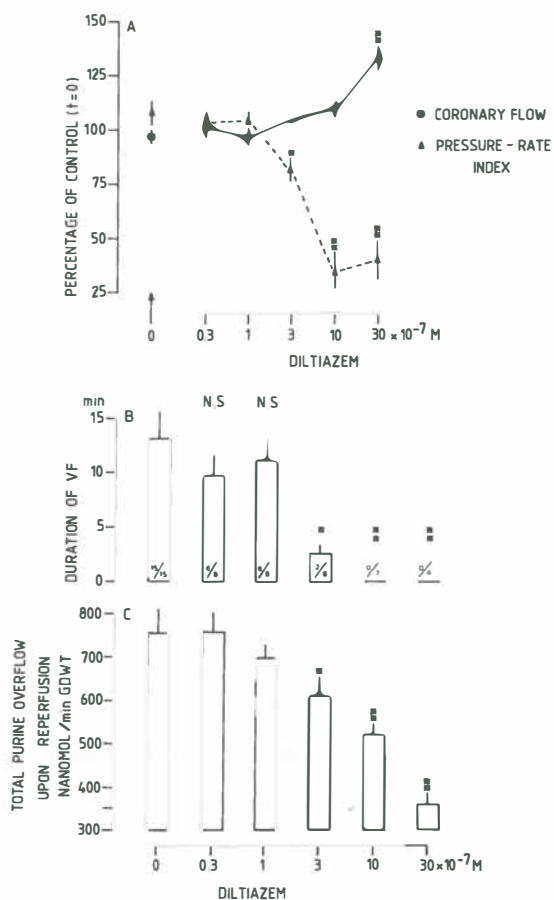 A
150
125
100
75
50
25
PERCENTAGE OF CONTROL (t=0)
CORONARY FLOW
PRESSURE - RATE
INDEX
0 0.3 1 3 10 30 ×10⁻⁷ M
DILTIAZEM
B
min
N S N S
15
10
5
0
DURATION OF VF
C
800
700
600
500
400
300
TOTAL PURINE OVERFLOW
UPON REPERFUSION
NANOMOL/min GDWT
0 0.3 1 3 10 30×10⁻⁷ M
DILTIAZEM